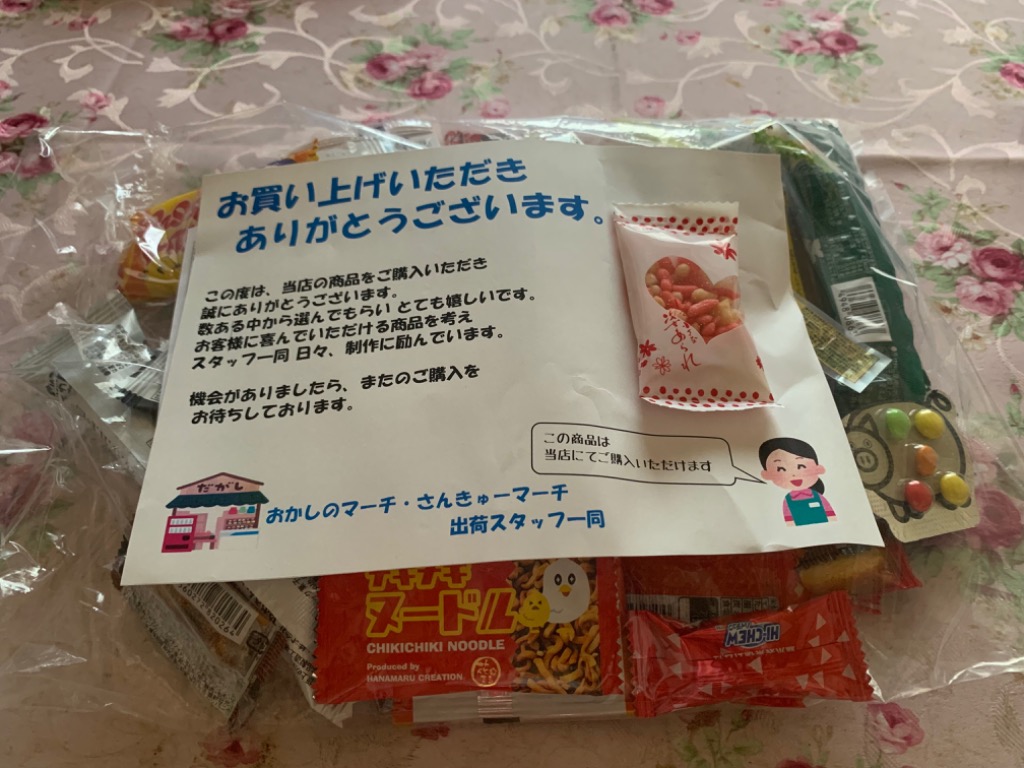 お買い上げいただき
ありがとうございます。
この度は、当店の商品をご購入いただき
誠にありがとうございます。
数ある中から選んでもらい とても嬉しいです。
お客様に喜んでいただける商品を考え
スタッフ一同 日々、制作に励んでいます。
機会がありましたら、またのご購入を
お待ちしております。
あられ
この商品は
当店にてご購入いただけます
だがし
おかしのマーチ・さんきゅーマーチ
出荷スタッフ一同
チキチキ
ヌードル
CHIKICHIKI NOODLE
Produced by
HANAMARU CREATION.
HI-CHEW